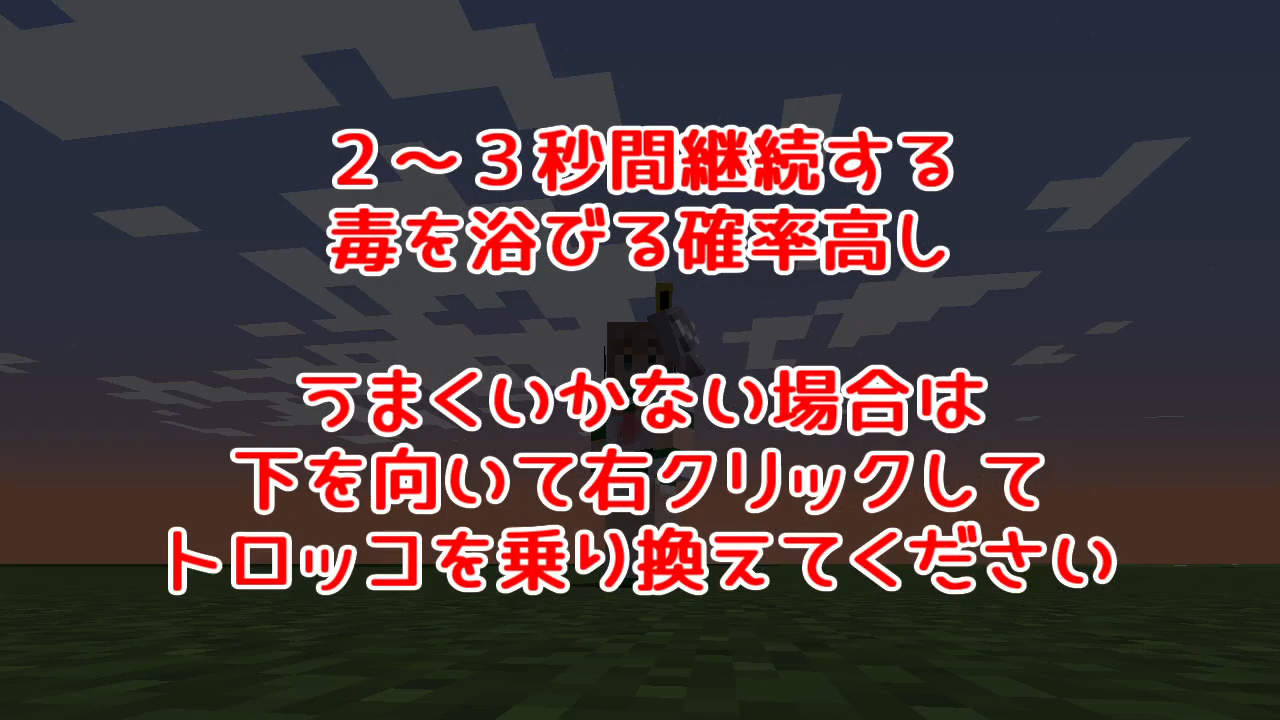 ２～３秒間継続する
毒を浴びる確率高し
うまくいかない場合は
下を向いて右クリックして
トロッコを乗り換えてください